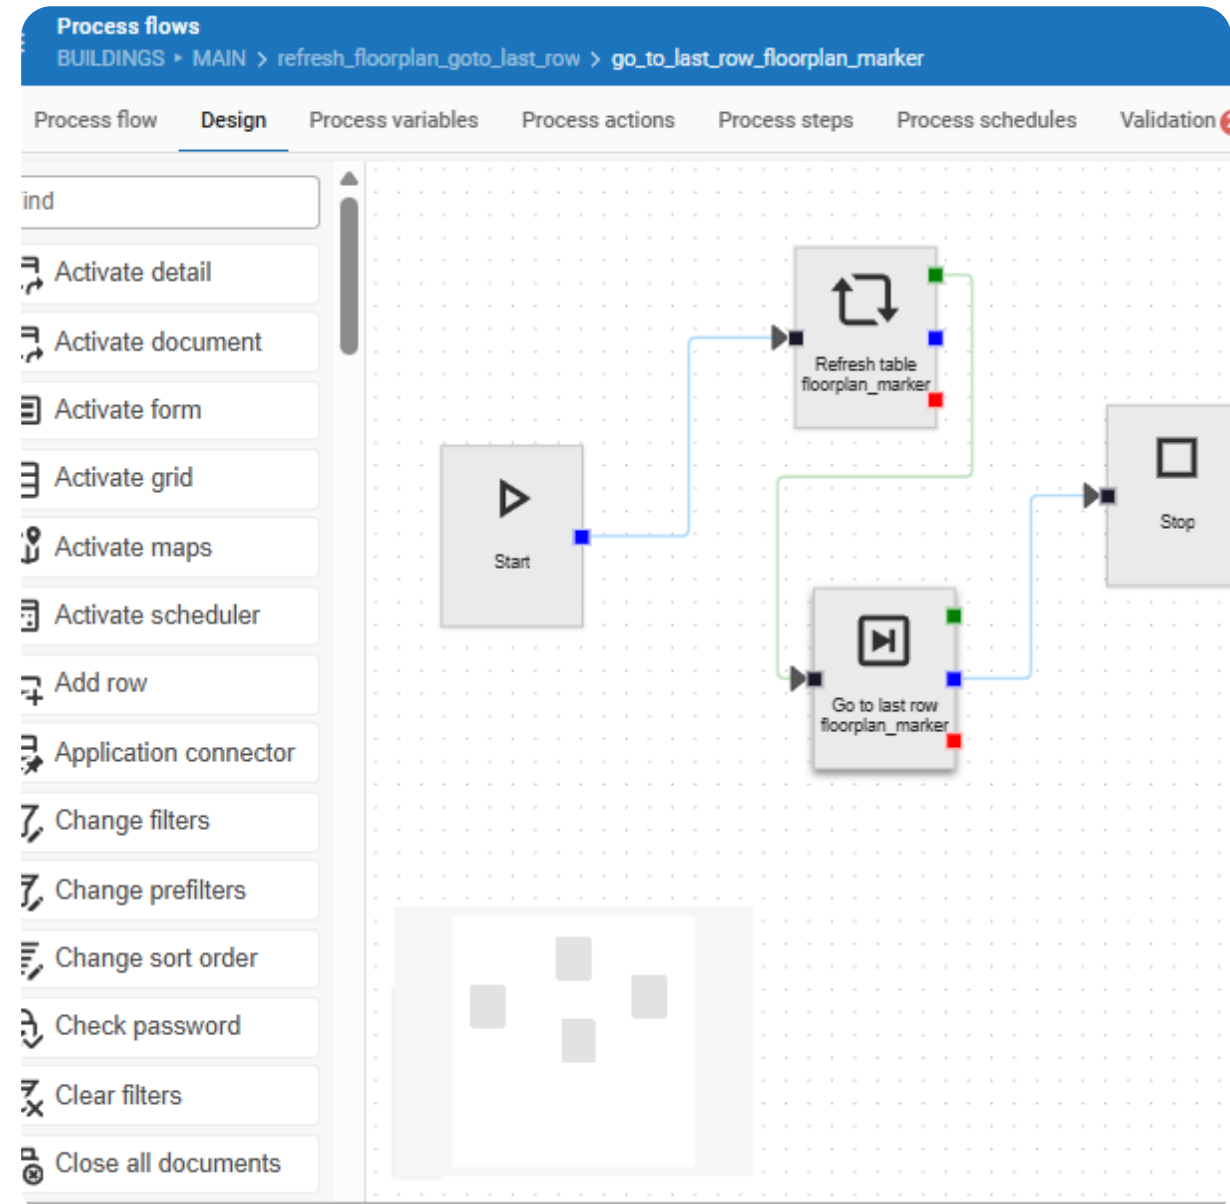 Process flows
BUILDINGS ▸ MAIN > refresh_floorplan_goto_last_row > go_to_last_row_floorplan_marker
Process flow Design Process variables Process actions Process steps Process schedules Validation
ind
Activate detail
Activate document
Activate form
Activate grid
Activate maps
Activate scheduler
Add row
Application connector
Change filters
Change prefilters
Change sort order
Check password
Clear filters
Close all documents
Refresh table
floorplan_marker
Start
Stop
Go to last row
floorplan_marker